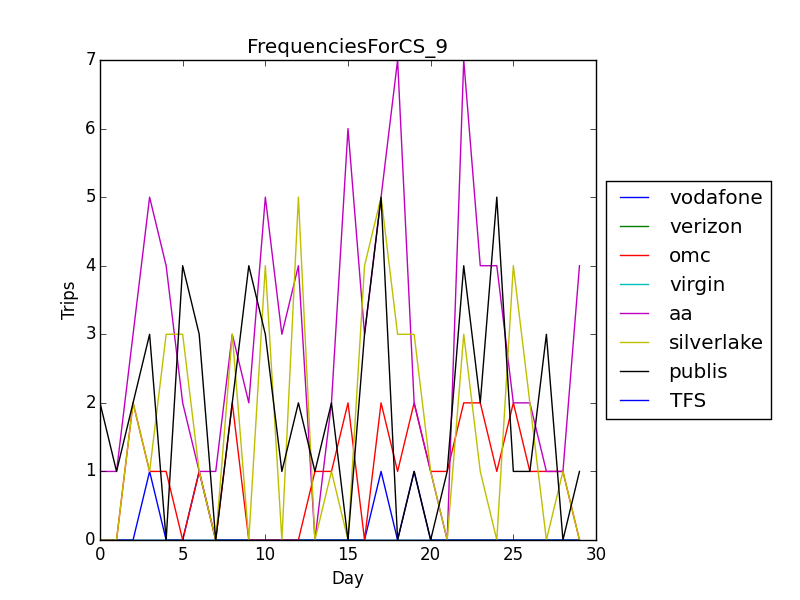 FrequenciesForCS_9
Trips
7
6
5
4
3
2
1
0
0 5 10 15 20 25 30
Day
vodafone
verizon
omc
virgin
aa
silverlake
publis
TFS